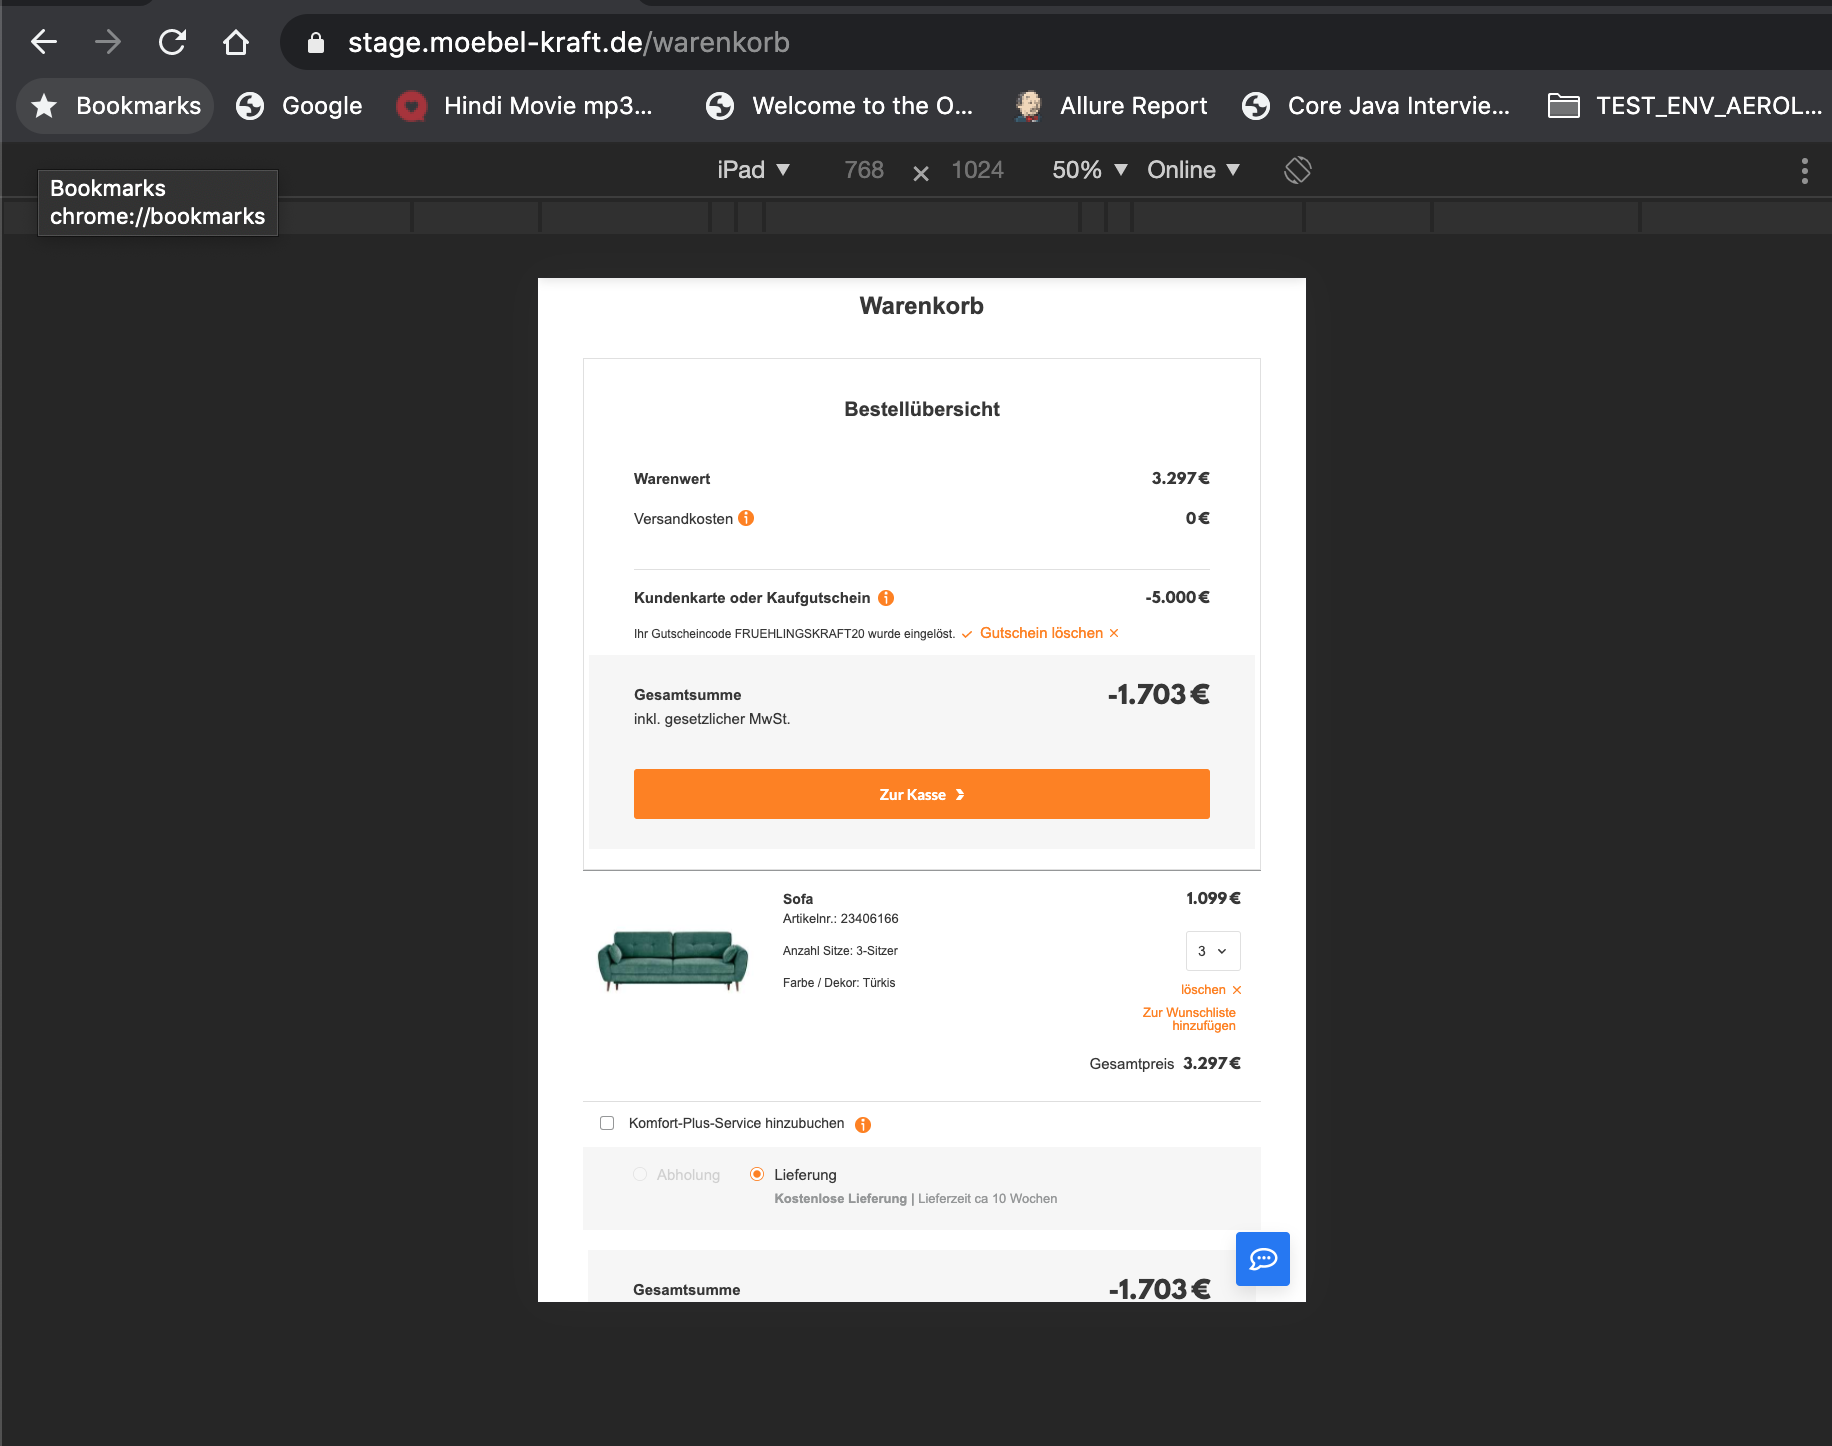 stage.moebel-kraft.de/warenkorb
Bookmarks
Google
Hindi Movie mp3...
Welcome to the O...
Allure Report
Core Java Intervie...
TEST_ENV_AEROL...
iPad 768 × 1024 50% Online
Bookmarks
chrome://bookmarks
Warenkorb
Bestellübersicht
Warenwert 3.297€
Versandkosten 0€
Kundenkarte oder Kaufgutschein -5.000€
Ihr Gutscheincode FRUEHLINGSKRAFT20 wurde eingelöst. Gutschein löschen ×
Gesamtsumme -1.703€
inkl. gesetzlicher MwSt.
Zur Kasse
Sofa 1.099€
Artikelnr.: 23406166
Anzahl Sitze: 3-Sitzer 3
Farbe / Dekor: Türkis
löschen ×
Zur Wunschliste
hinzufügen
Gesamtpreis 3.297€
Komfort-Plus-Service hinzubuchen
Abholung Lieferung
Kostenlose Lieferung | Lieferzeit ca 10 Wochen
Gesamtsumme -1.703€